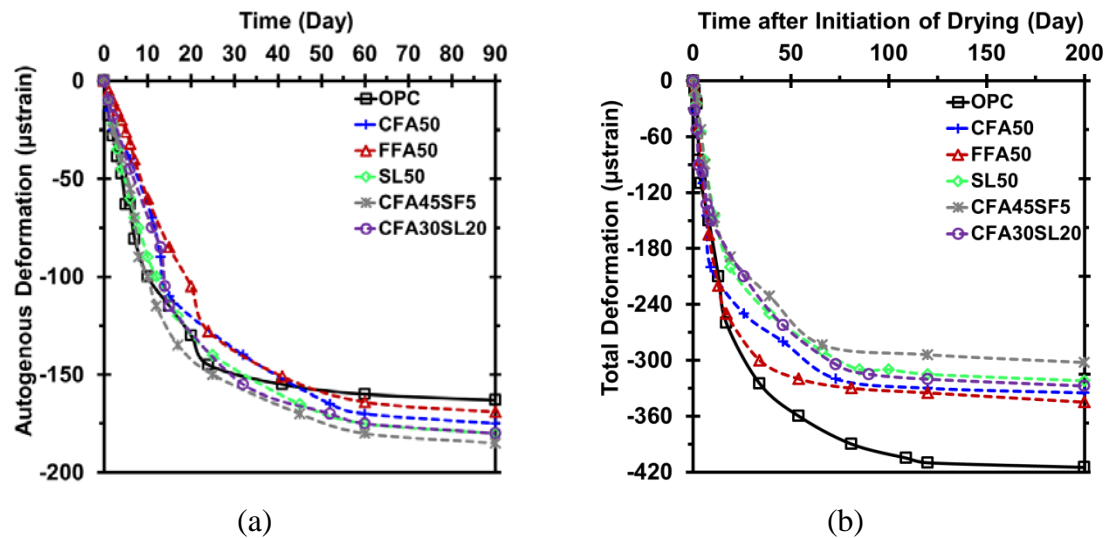 Time (Day)
0 10 20 30 40 50 60 70 80 90
0
-50
-100
-150
-200
Autogenous Deformation (µstrain)
OPC
CFA50
FFA50
SL50
CFA45SF5
CFA30SL20
(a)
Time after Initiation of Drying (Day)
0 50 100 150 200
0
-60
-120
-180
-240
-300
-360
-420
Total Deformation (µstrain)
OPC
CFA50
FFA50
SL50
CFA45SF5
CFA30SL20
(b)